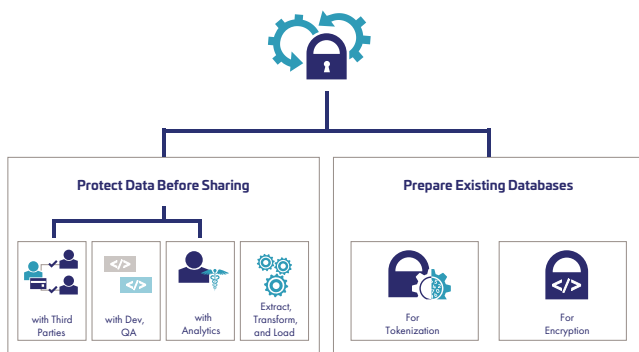 Protect Data Before Sharing
Prepare Existing Databases
</>
</>
with Third
Parties
with Dev,
QA
with
Analytics
Extract,
Transform,
and Load
For
Tokenization
</>
For
Encryption